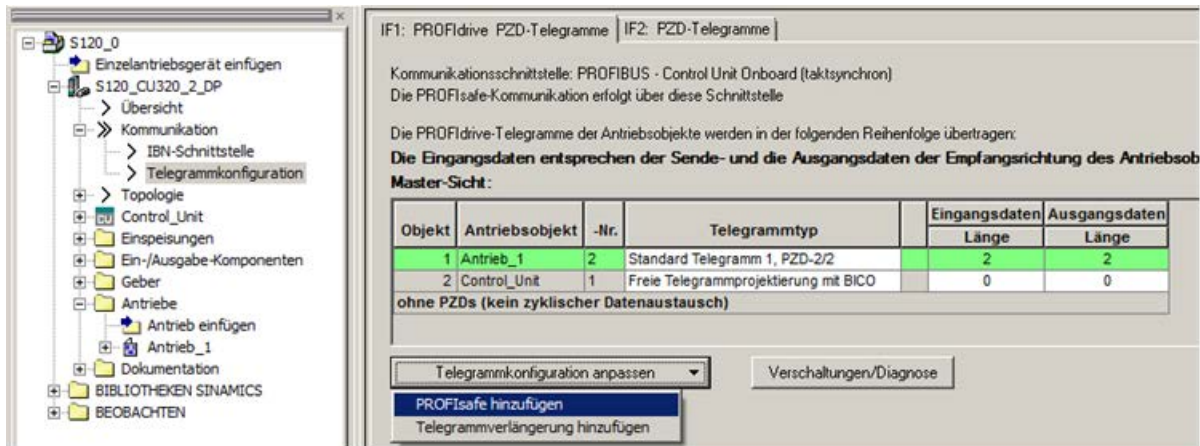 S120_0
Einzelantriebsgerät einfügen
S120_CU320_2_DP
Übersicht
Kommunikation
IBN-Schnittstelle
Telegrammkonfiguration
Topologie
Control_Unit
Einspeisungen
Ein-/Ausgabe-Komponenten
Geber
Antriebe
Antrieb einfügen
Antrieb_1
Dokumentation
BIBLIOTHEKEN SINAMICS
BEOBACHTEN
IF1: PROFIdrive PZD-Telegramme IF2: PZD-Telegramme
Kommunikationsschnittstelle: PROFIBUS - Control Unit Onboard (taktsynchron)
Die PROFIsafe-Kommunikation erfolgt über diese Schnittstelle
Die PROFIdrive-Telegramme der Antriebsobjekte werden in der folgenden Reihenfolge übertragen:
Die Eingangsdaten entsprechen der Sende- und die Ausgangsdaten der Empfangsrichtung des Antriebsob
Master-Sicht:
Objekt Antriebsobjekt -Nr. Telegrammtyp Eingangsdaten Ausgangsdaten
Länge Länge
1 Antrieb_1 2 Standard Telegramm 1, PZD-2/2 2 2
2 Control_Unit 1 Freie Telegrammprojektierung mit BICO 0 0
ohne PZDs (kein zyklischer Datenaustausch)
Telegrammkonfiguration anpassen Verschaltungen/Diagnose
PROFIsafe hinzufügen
Telegrammverlängerung hinzufügen